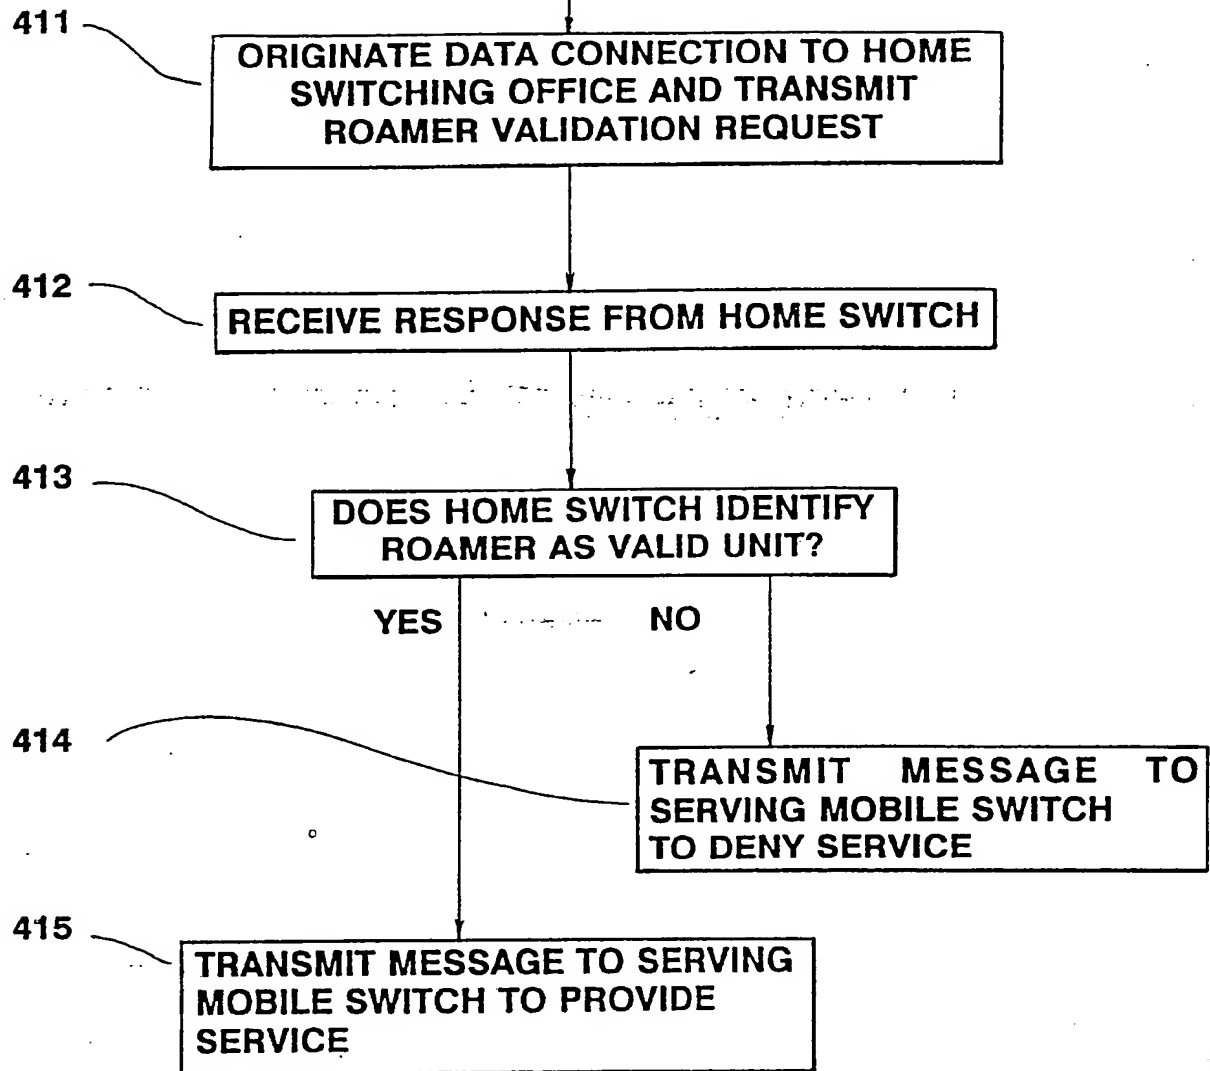 411
ORIGINATE DATA CONNECTION TO HOME
SWITCHING OFFICE AND TRANSMIT
ROAMER VALIDATION REQUEST
412
RECEIVE RESPONSE FROM HOME SWITCH
413
DOES HOME SWITCH IDENTIFY
ROAMER AS VALID UNIT?
YES NO
414
TRANSMIT MESSAGE TO
SERVING MOBILE SWITCH
TO DENY SERVICE
415
TRANSMIT MESSAGE TO SERVING
MOBILE SWITCH TO PROVIDE
SERVICE